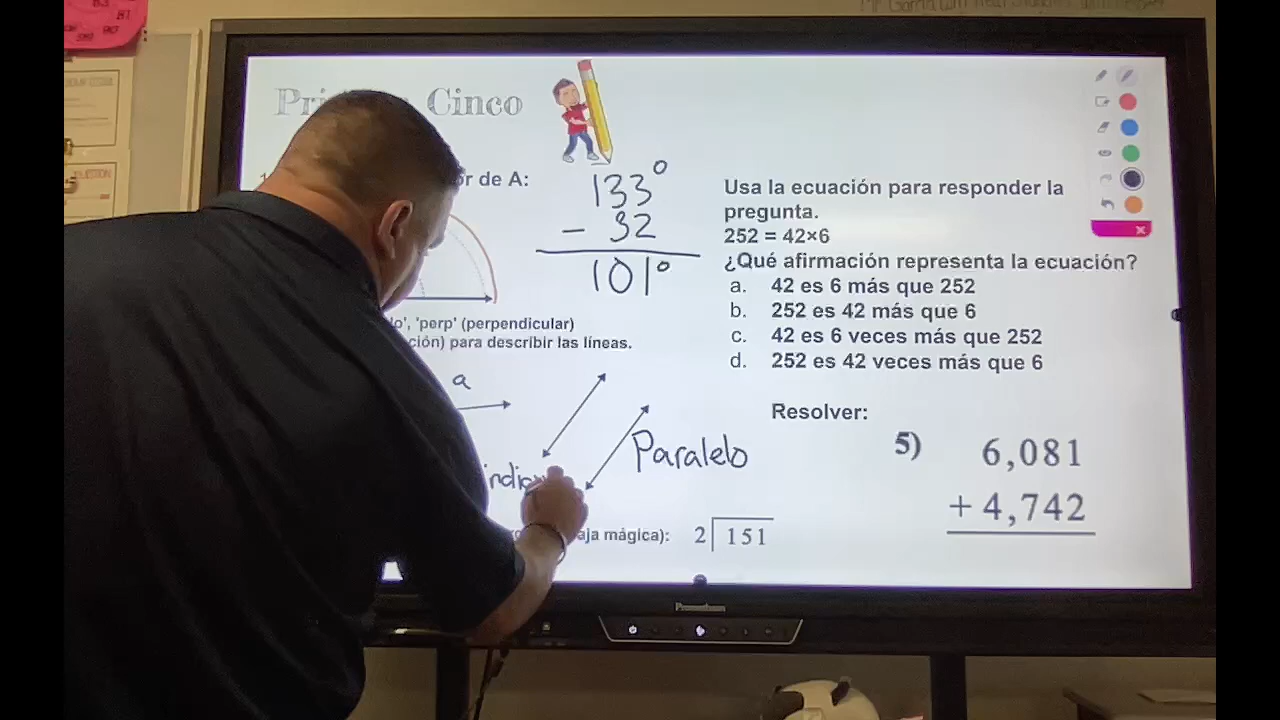 Cinco
de A:
133°
- 32
101°
'perp' (perpendicular)
para describir las líneas.
a
Paralelo
mágica): 2 151
Usa la ecuación para responder la
pregunta.
252 = 42×6
¿Qué afirmación representa la ecuación?
a. 42 es 6 más que 252
b. 252 es 42 más que 6
c. 42 es 6 veces más que 252
d. 252 es 42 veces más que 6
Resolver:
5) 6,081
+ 4,742
Promethean